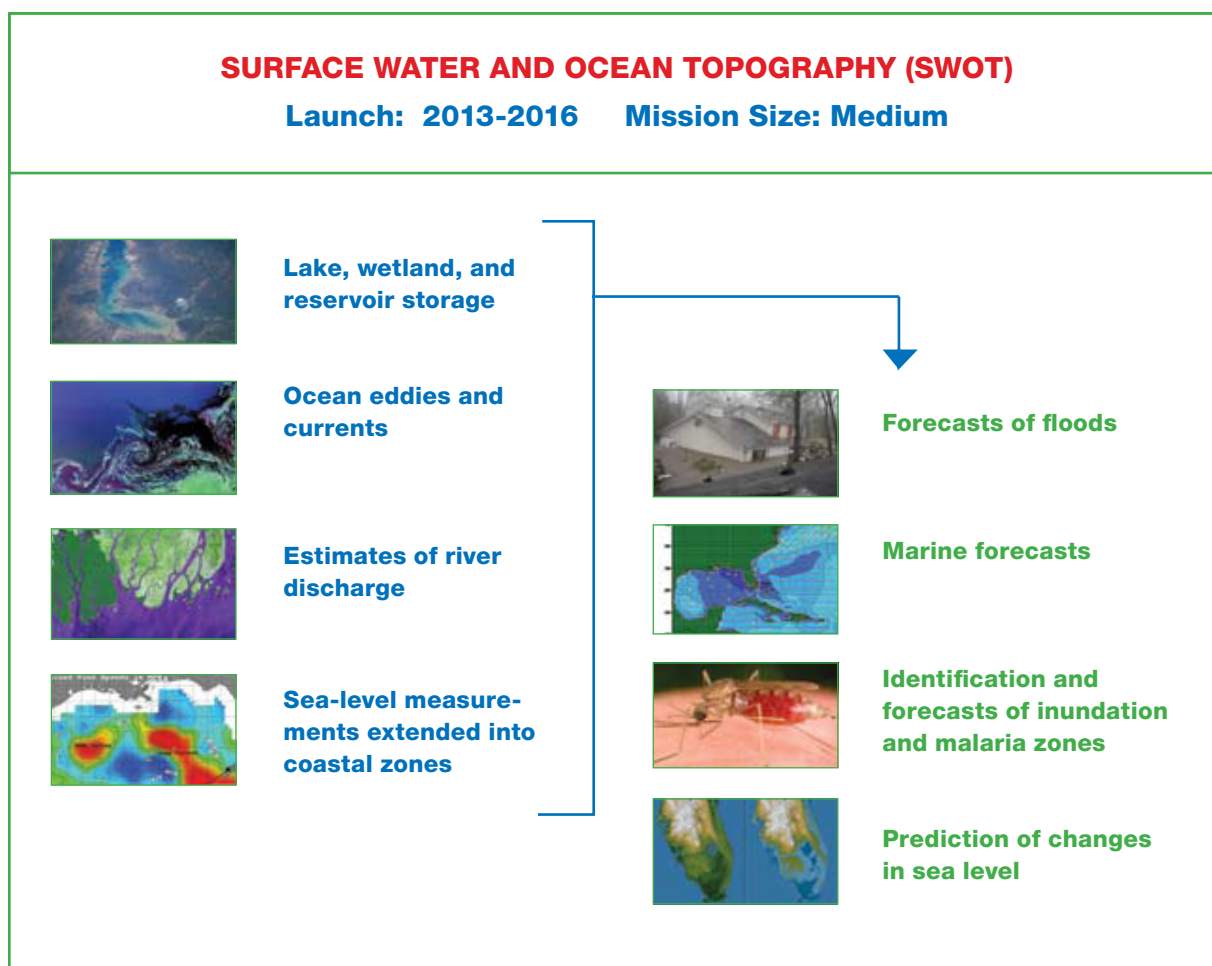 SURFACE WATER AND OCEAN TOPOGRAPHY (SWOT)
Launch: 2013-2016 Mission Size: Medium
Lake, wetland, and
reservoir storage
Ocean eddies and
currents
Estimates of river
discharge
Sea-level measure-
ments extended into
coastal zones
Forecasts of floods
Marine forecasts
Identification and
forecasts of inundation
and malaria zones
Prediction of changes
in sea level